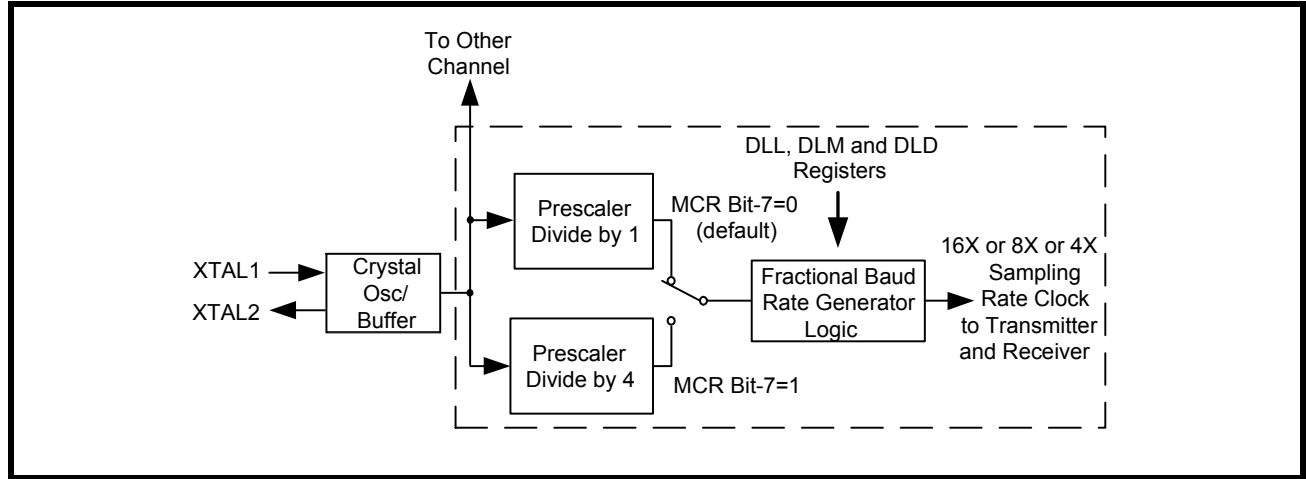 To Other
Channel
DLL, DLM and DLD
Registers
Prescaler
Divide by 1
MCR Bit-7=0
(default)
16X or 8X or 4X
Sampling
Rate Clock
to Transmitter
and Receiver
XTAL1
XTAL2
Crystal
Osc/
Buffer
Fractional Baud
Rate Generator
Logic
Prescaler
Divide by 4
MCR Bit-7=1